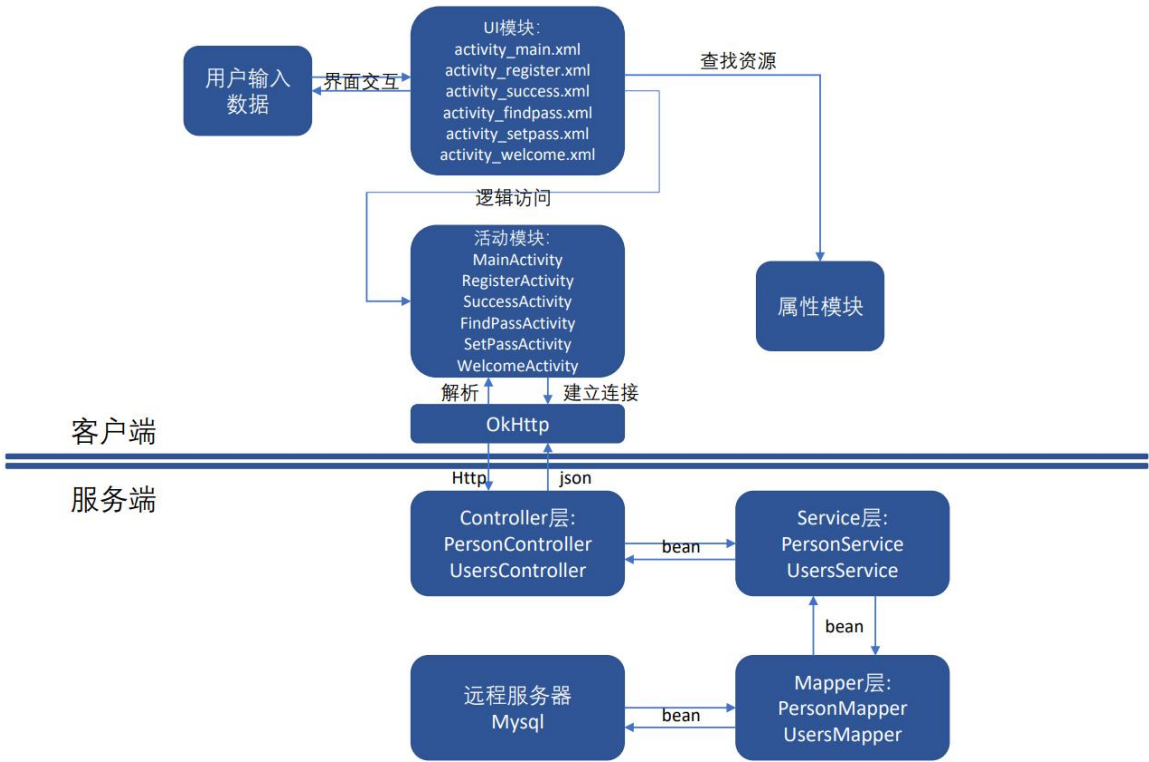 UI模块:
activity_main.xml
activity_register.xml
activity_success.xml
activity_findpass.xml
activity_setpass.xml
activity_welcome.xml
用户输入
数据
界面交互
查找资源
逻辑访问
活动模块:
MainActivity
RegisterActivity
SuccessActivity
FindPassActivity
SetPassActivity
WelcomeActivity
属性模块
解析
建立连接
OkHttp
客户端
服务端
Http
json
Controller层:
PersonController
UsersController
bean
Service层:
PersonService
UsersService
bean
远程服务器
Mysql
bean
Mapper层:
PersonMapper
UsersMapper